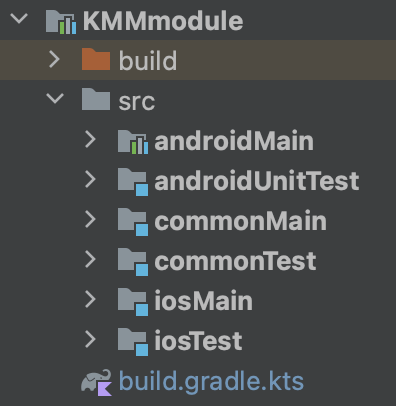 KMMmodule
build
src
androidMain
androidUnitTest
commonMain
commonTest
iosMain
iosTest
build.gradle.kts